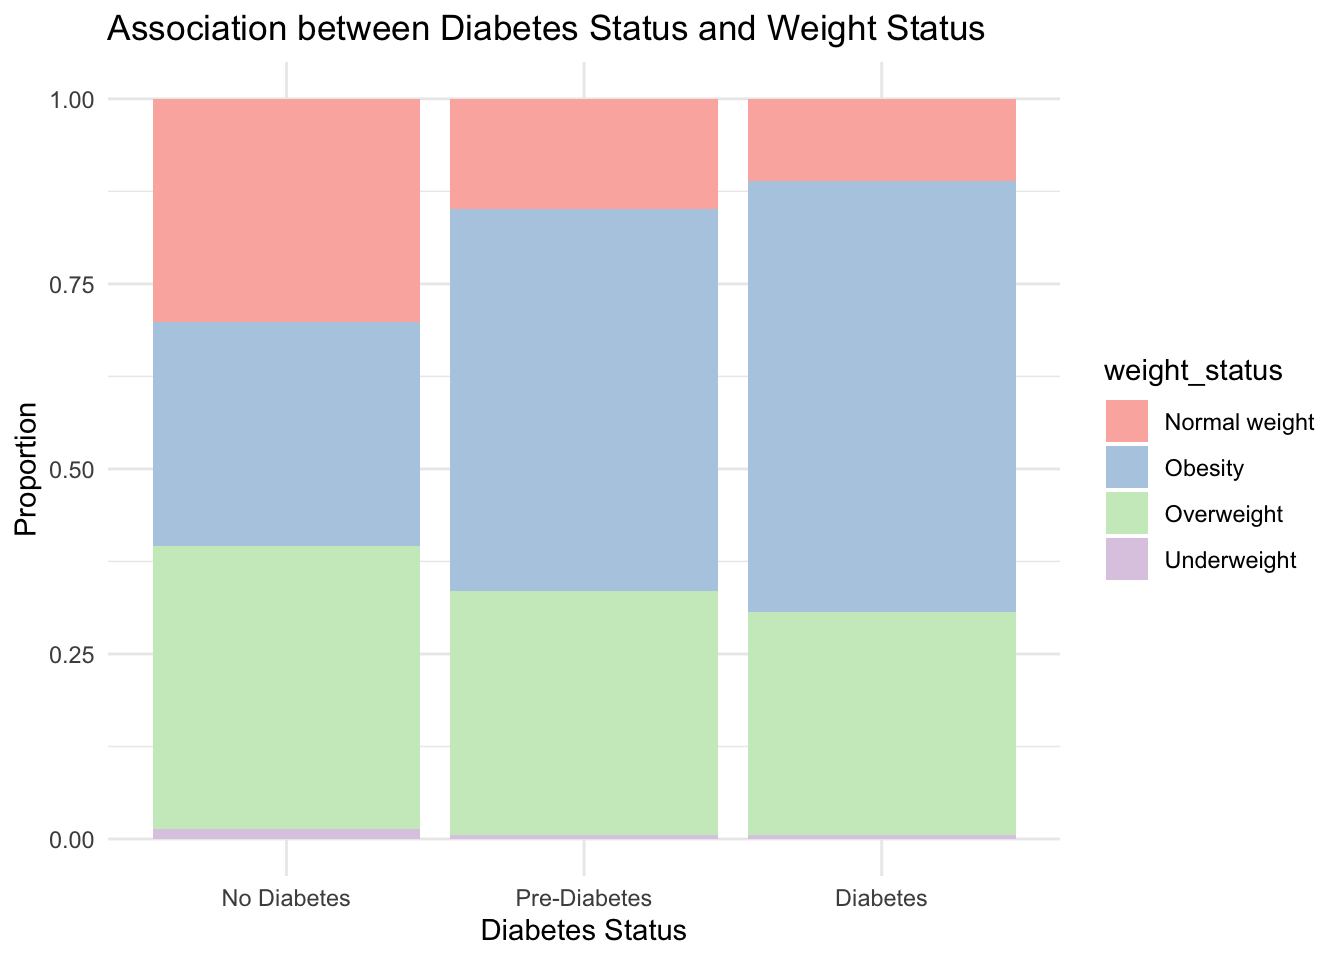 Association between Diabetes Status and Weight Status
1.00
0.75
0.50
0.25
0.00
Proportion
No Diabetes Pre-Diabetes Diabetes
Diabetes Status
weight_status
Normal weight
Obesity
Overweight
Underweight